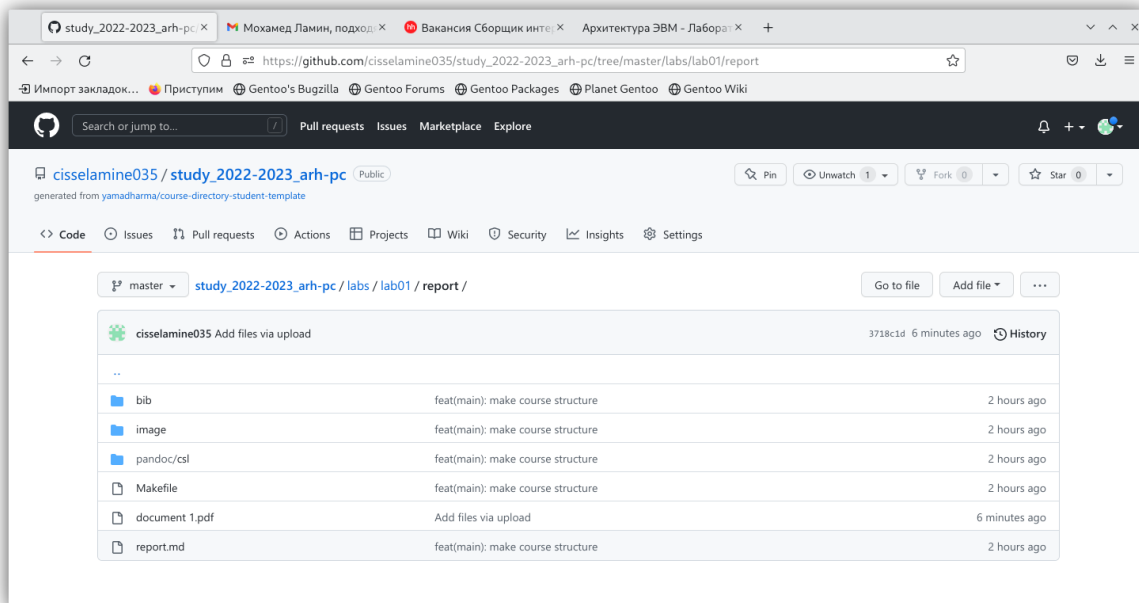 study_2022-2023_arh-pc × Мохамед Ламин, подход × Вакансия Сборщик инте × Архитектура ЭВМ - Лаборат × +
https://github.com/cisselamine035/study_2022-2023_arh-pc/tree/master/labs/lab01/report
Импорт закладок... Приступим Gentoo's Bugzilla Gentoo Forums Gentoo Packages Planet Gentoo Gentoo Wiki
Search or jump to... / Pull requests Issues Marketplace Explore
cisselamine035 / study_2022-2023_arh-pc Public Pin Unwatch 1 Fork 0 Star 0
generated from yamadharma/course-directory-student-template
<> Code Issues Pull requests Actions Projects Wiki Security Insights Settings
master study_2022-2023_arh-pc / labs / lab01 / report / Go to file Add file ...
cisselamine035 Add files via upload 3718c1d 6 minutes ago History
..
bib feat(main): make course structure 2 hours ago
image feat(main): make course structure 2 hours ago
pandoc/csl feat(main): make course structure 2 hours ago
Makefile feat(main): make course structure 2 hours ago
document 1.pdf Add files via upload 6 minutes ago
report.md feat(main): make course structure 2 hours ago